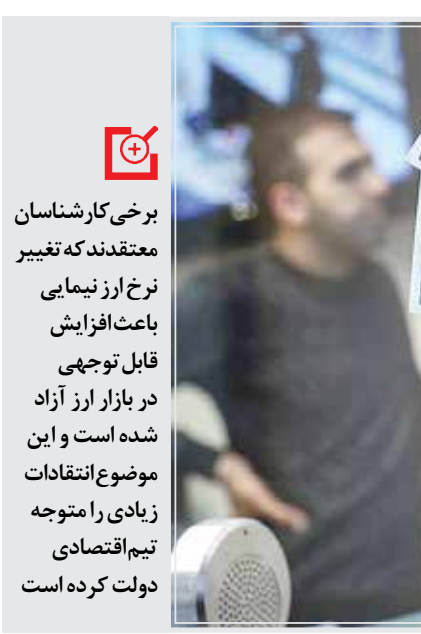 برخی کارشناسان
معتقدند که تغییر
نرخ ارز نیمایی
باعث افزایش
قابل توجهی
در بازار ارز آزاد
شده است و این
موضوع انتقادات
زیادی را متوجه
تیم اقتصادی
دولت کرده است